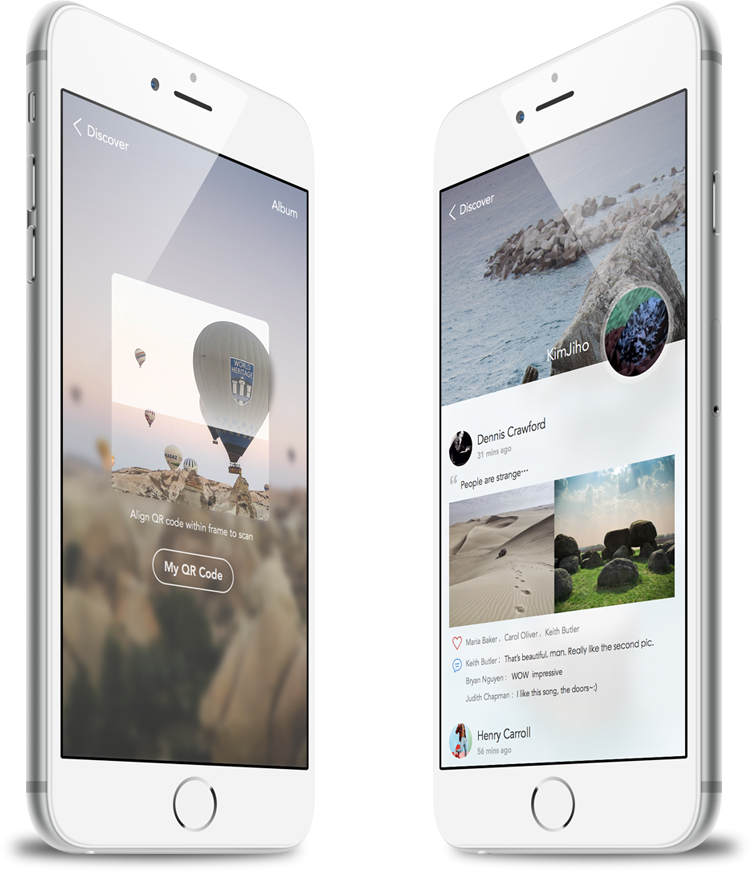 Discover
Album
WORLD
HERITAGE
Align QR code within frame to scan
My QR Code
Discover
KimJiho
Dennis Crawford
31 mins ago
“ People are strange···
Maria Baker , Carol Oliver , Keith Butler
Keith Butler : That's beautiful, man. Really like the second pic.
Bryan Nguyen : WOW impressive
Judith Chapman : I like this song, the doors~:)
Henry Carroll
56 mins ago